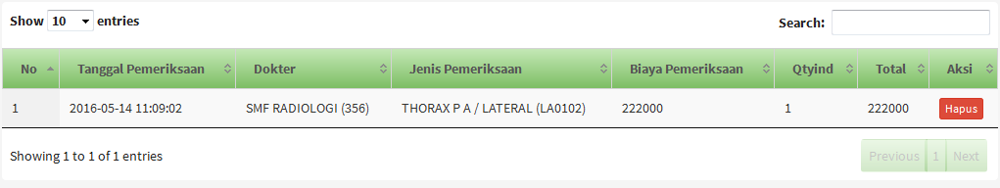 Show 10 entries Search:
No Tanggal Pemeriksaan Dokter Jenis Pemeriksaan Biaya Pemeriksaan Qtyind Total Aksi
1 2016-05-14 11:09:02 SMF RADIOLOGI (356) THORAX P A / LATERAL (LA0102) 222000 1 222000 Hapus
Showing 1 to 1 of 1 entries Previous 1 Next